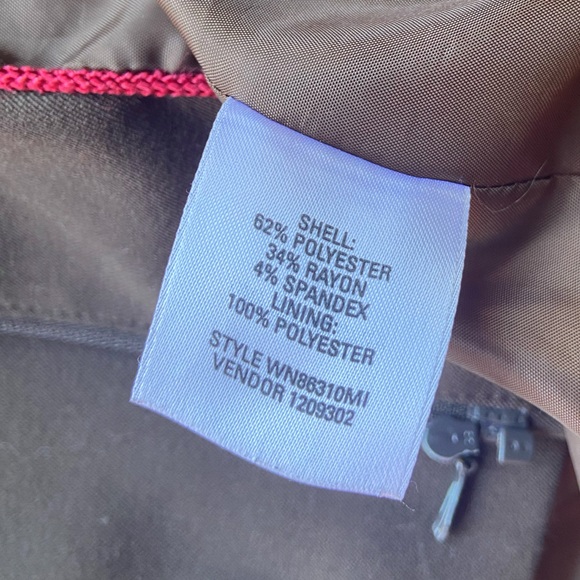 SHELL:
62% POLYESTER
34% RAYON
4% SPANDEX
LINING:
100% POLYESTER
STYLE WN86310MI
VENDOR 1209302